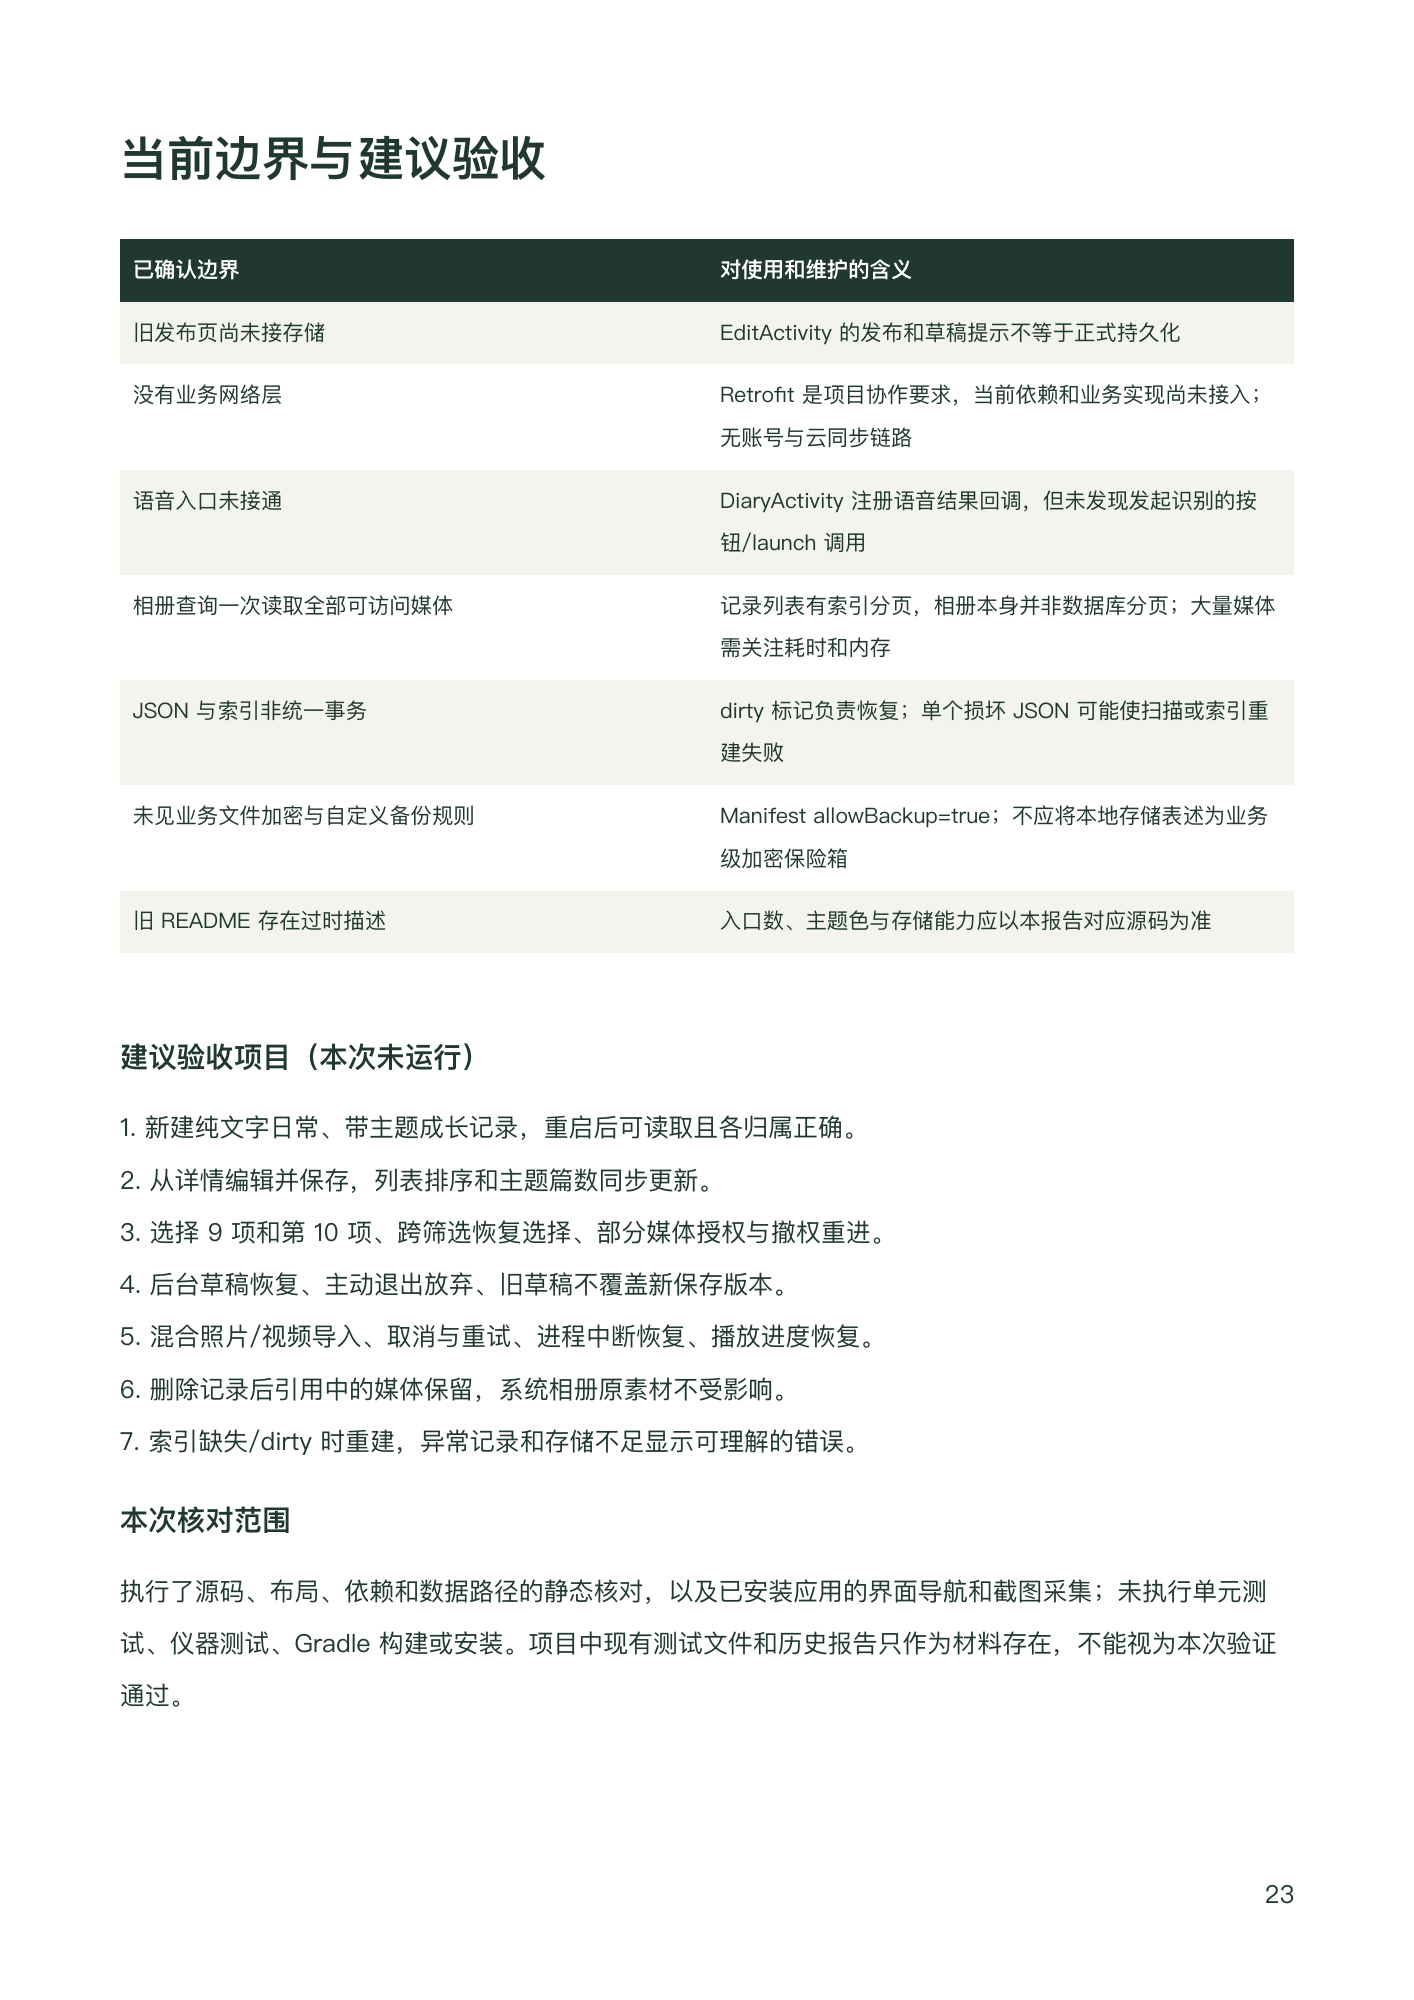 当前边界与建议验收
已确认边界
对使用和维护的含义
旧发布页尚未接存储
EditActivity 的发布和草稿提示不等于正式持久化
没有业务网络层
Retrofit 是项目协作要求，当前依赖和业务实现尚未接入；
无账号与云同步链路
语音入口未接通
DiaryActivity 注册语音结果回调，但未发现发起识别的按
钮/launch 调用
相册查询一次读取全部可访问媒体
记录列表有索引分页，相册本身并非数据库分页；大量媒体
需关注耗时和内存
JSON 与索引非统一事务
dirty 标记负责恢复；单个损坏 JSON 可能使扫描或索引重
建失败
未见业务文件加密与自定义备份规则
Manifest allowBackup=true；不应将本地存储表述为业务
级加密保险箱
旧 README 存在过时描述
入口数、主题色与存储能力应以本报告对应源码为准
建议验收项目（本次未运行）
1. 新建纯文字日常、带主题成长记录，重启后可读取且各归属正确。
2. 从详情编辑并保存，列表排序和主题篇数同步更新。
3. 选择 9 项和第 10 项、跨筛选恢复选择、部分媒体授权与撤权重进。
4. 后台草稿恢复、主动退出放弃、旧草稿不覆盖新保存版本。
5. 混合照片/视频导入、取消与重试、进程中断恢复、播放进度恢复。
6. 删除记录后引用中的媒体保留，系统相册原素材不受影响。
7. 索引缺失/dirty 时重建，异常记录和存储不足显示可理解的错误。
本次核对范围
执行了源码、布局、依赖和数据路径的静态核对，以及已安装应用的界面导航和截图采集；未执行单元测
试、仪器测试、Gradle 构建或安装。项目中现有测试文件和历史报告只作为材料存在，不能视为本次验证
通过。
23